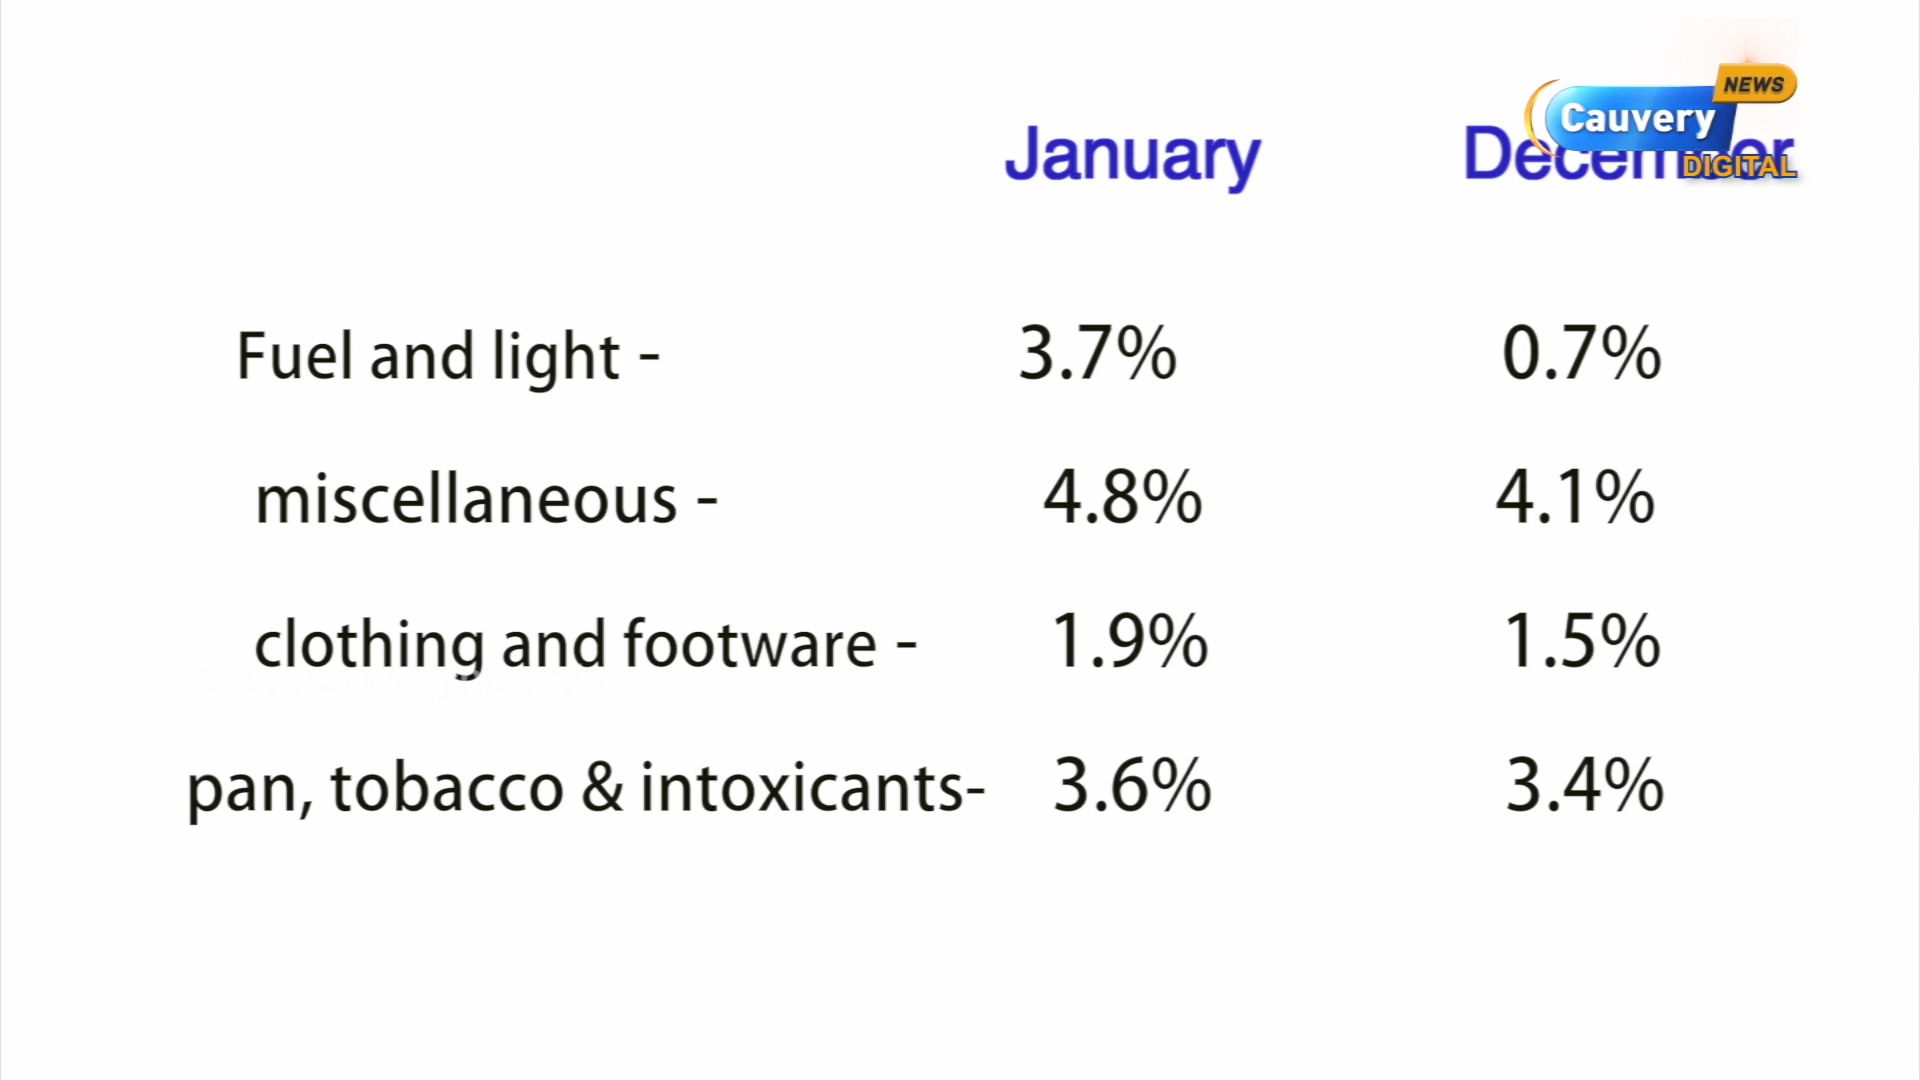 NEWS
Cauvery
DIGITAL
January December
Fuel and light - 3.7% 0.7%
miscellaneous - 4.8% 4.1%
clothing and footware - 1.9% 1.5%
pan, tobacco & intoxicants- 3.6% 3.4%